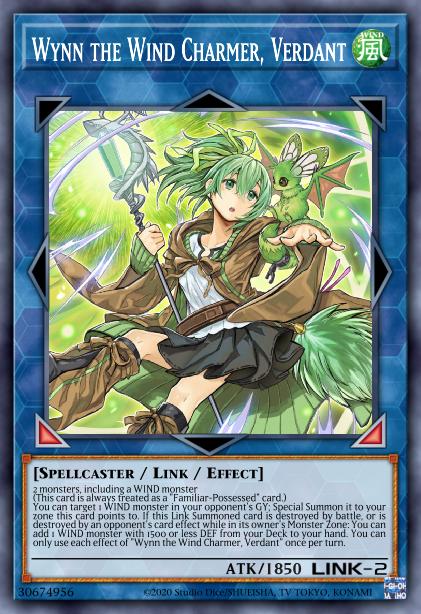 WYNN THE WIND CHARMER, VERDANT
WIND
風
[SPELLCASTER / LINK / EFFECT]
2 monsters, including a WIND monster
(This card is always treated as a "Familiar-Possessed" card.)
You can target 1 WIND monster in your opponent's GY; Special Summon it to
your zone this card points to. If this Link Summoned card is destroyed by battle, or is
destroyed by an opponent's card effect while in its owner's Monster Zone: You can
add 1 WIND monster with 1500 or less DEF from your Deck to your hand. You can
only use each effect of "Wynn the Wind Charmer, Verdant" once per turn.
ATK/1850 LINK-2
30674956 ©2020 Studio Dice/SHUEISHA, TV TOKYO, KONAMI